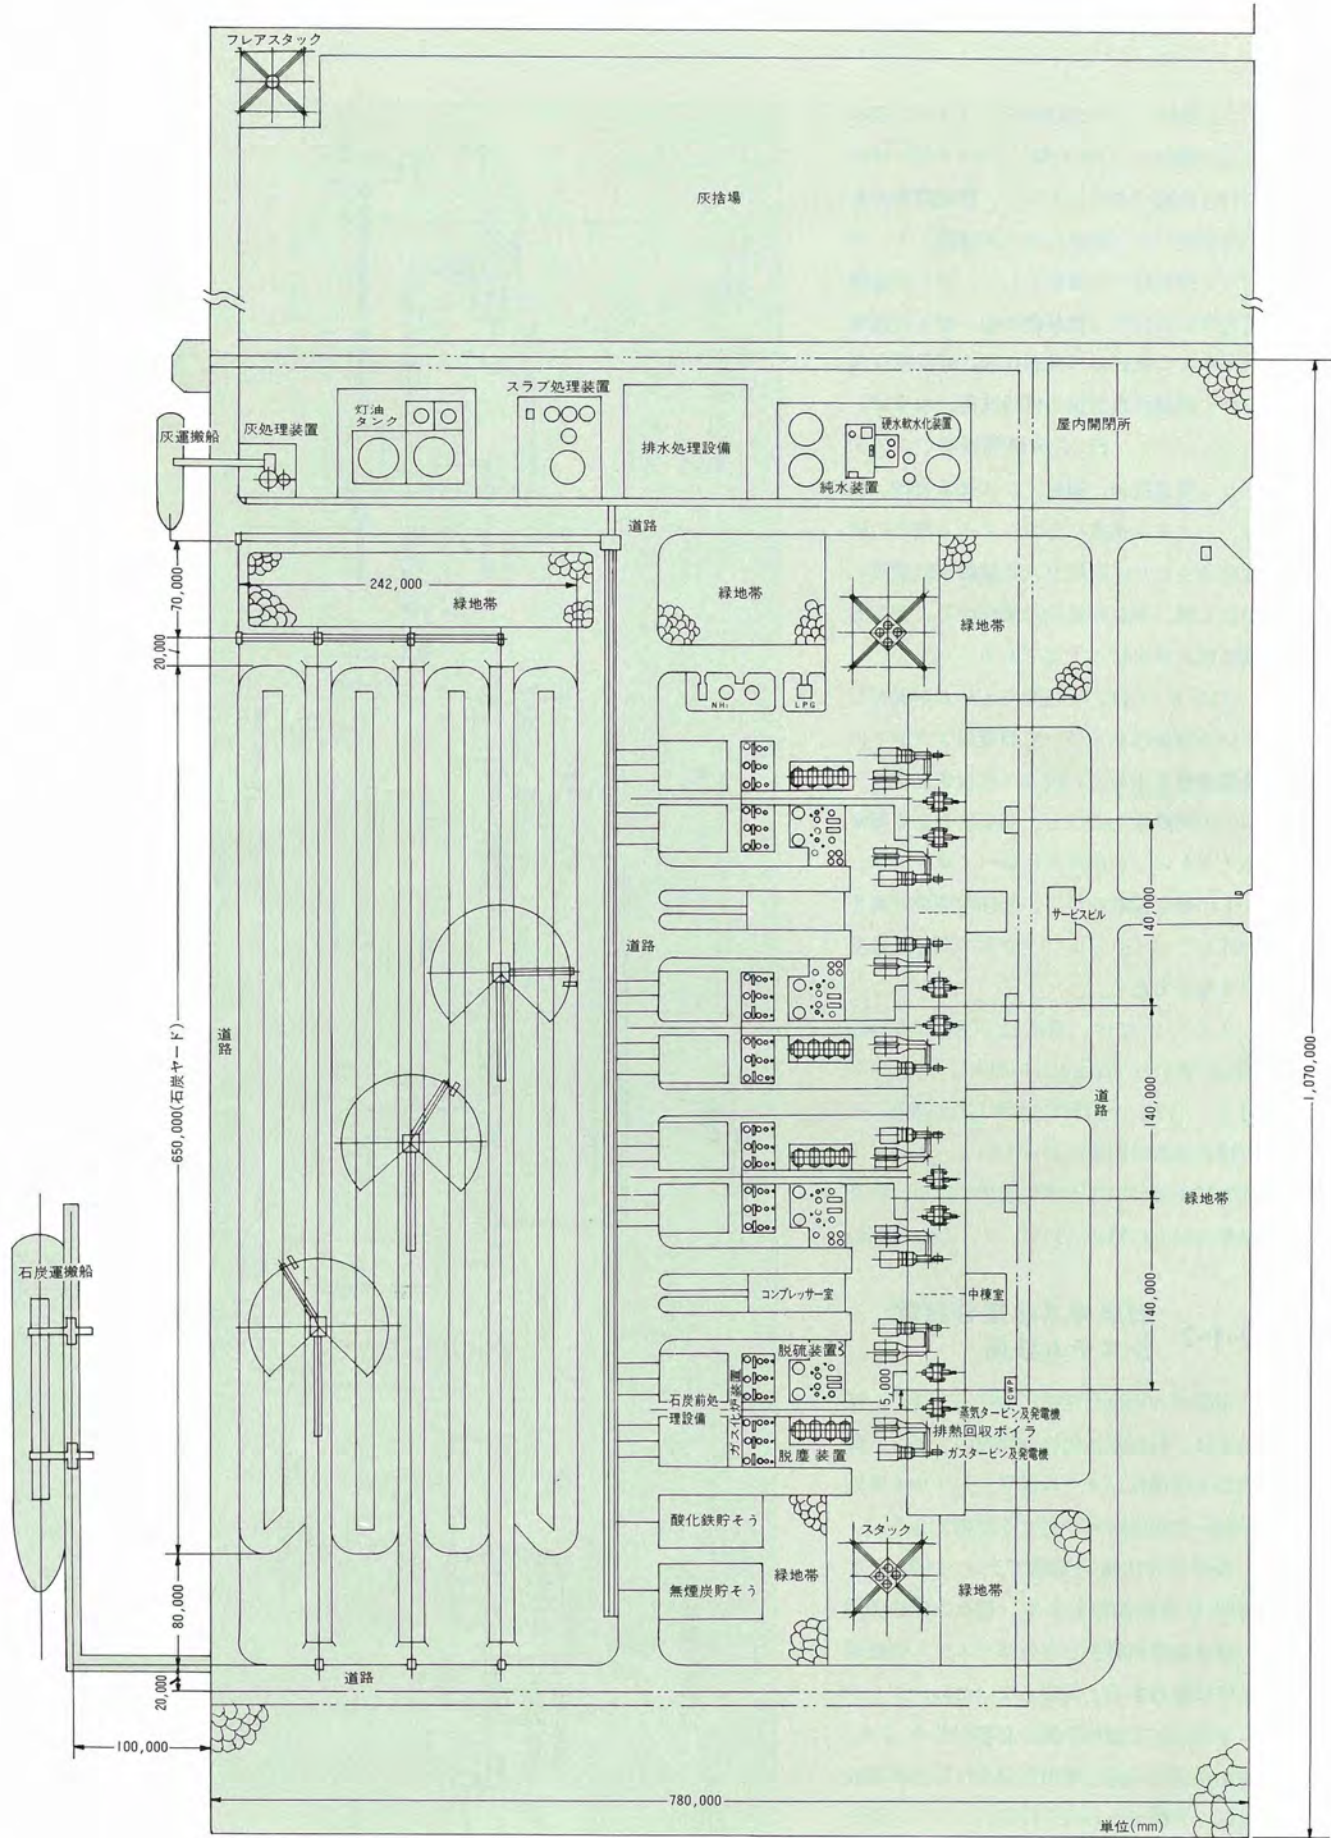 フレアスタック
灰捨場
スラブ処理装置
灯油
タンク
灰運搬船
灰処理装置
排水処理設備
硬水軟水化装置
純水装置
屋内開閉所
道路
70,000
242,000
緑地帯
緑地帯
緑地帯
20,000
NH₃
LPG
サービスビル
140,000
道路
道路
650,000(石炭ヤード)
1,070,000
140,000
道路
緑地帯
石炭運搬船
コンプレッサー室
中棟室
140,000
脱硫装置
石炭前処
理設備
ガス化炉装置
15,000
CWP
蒸気タービン及発電機
排熱回収ボイラ
脱塵装置
ガスタービン及発電機
酸化鉄貯そう
スタック
無煙炭貯そう
緑地帯
緑地帯
80,000
道路
20,000
100,000
780,000
単位(mm)